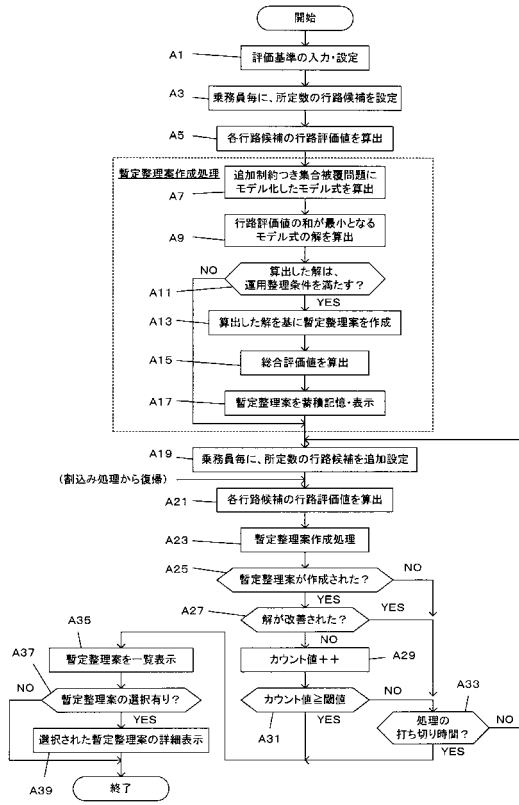 開始
A1
評価基準の入力・設定
A3
乗務員毎に、所定数の行路候補を設定
A5
各行路候補の行路評価値を算出
暫定整理案作成処理
追加制約つき集合被覆問題に
モデル化したモデル式を算出
A7
行路評価値の和が最小となる
モデル式の解を算出
A9
NO
算出した解は、
運用整理条件を満たす?
A11
YES
A13
算出した解を基に暫定整理案を作成
A15
総合評価値を算出
A17
暫定整理案を蓄積記憶・表示
A19
乗務員毎に、所定数の行路候補を追加設定
(割込み処理から復帰)
各行路候補の行路評価値を算出
A21
暫定整理案作成処理
A23
A25
暫定整理案が作成された?
NO
YES
A27
解が改善された?
YES
NO
A35
暫定整理案を一覧表示
カウント値++
A29
A37
NO
暫定整理案の選択有り?
YES
カウント値≧閾値
NO
A31
YES
A33
処理の
打ち切り時間?
NO
YES
選択された暫定整理案の詳細表示
A39
終了